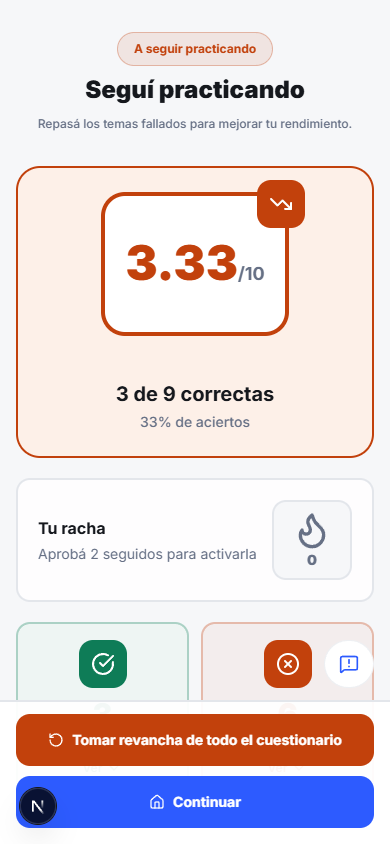 A seguir practicando
Seguí practicando
Repasá los temas fallados para mejorar tu rendimiento.
3.33/10
3 de 9 correctas
33% de aciertos
Tu racha
Aprobá 2 seguidos para activarla
0
Tomar revancha de todo el cuestionario
Continuar
N